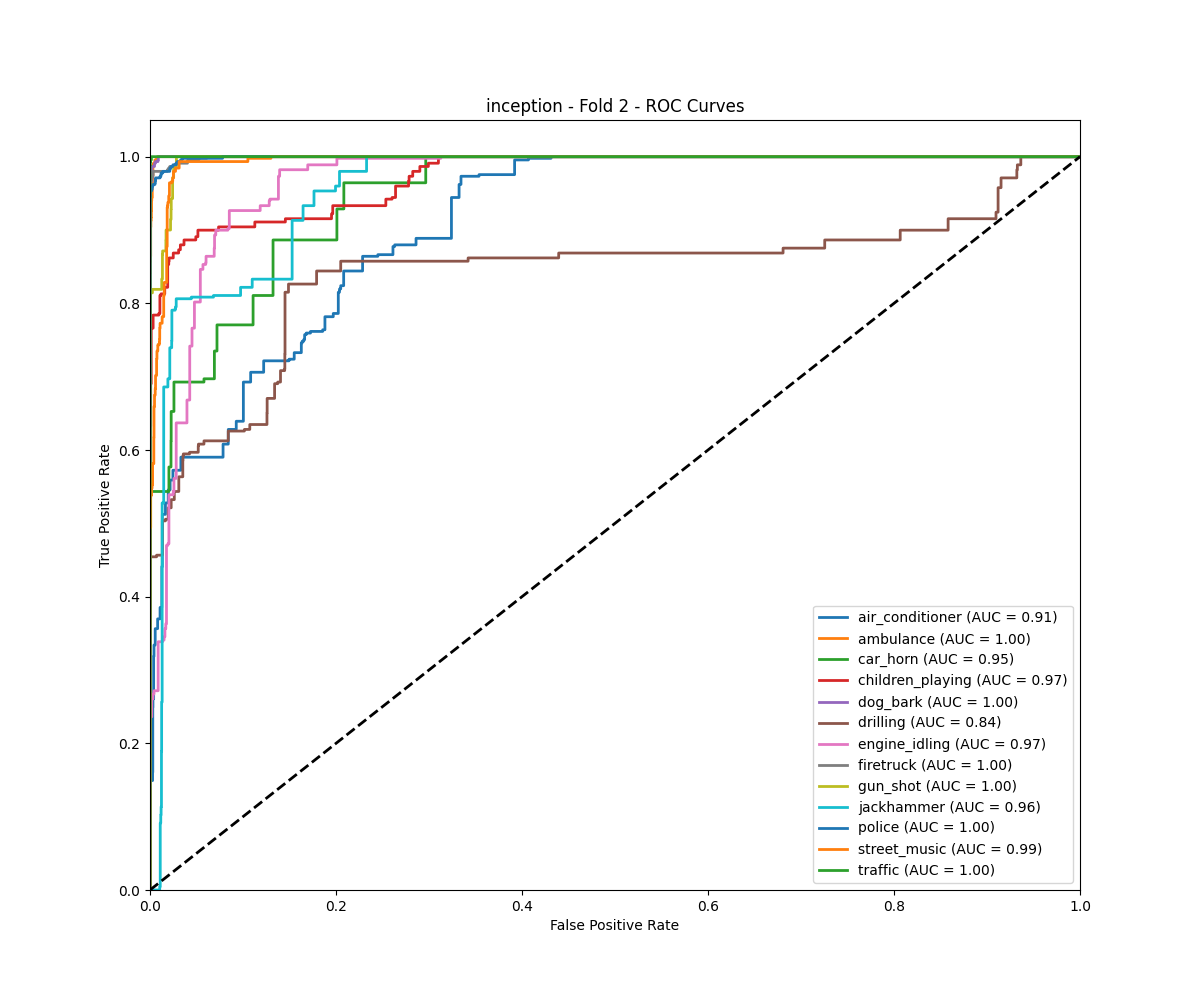 inception - Fold 2 - ROC Curves
True Positive Rate
1.0
0.8
0.6
0.4
0.2
0.0
0.0 0.2 0.4 0.6 0.8 1.0
False Positive Rate
air_conditioner (AUC = 0.91)
ambulance (AUC = 1.00)
car_horn (AUC = 0.95)
children_playing (AUC = 0.97)
dog_bark (AUC = 1.00)
drilling (AUC = 0.84)
engine_idling (AUC = 0.97)
firetruck (AUC = 1.00)
gun_shot (AUC = 1.00)
jackhammer (AUC = 0.96)
police (AUC = 1.00)
street_music (AUC = 0.99)
traffic (AUC = 1.00)